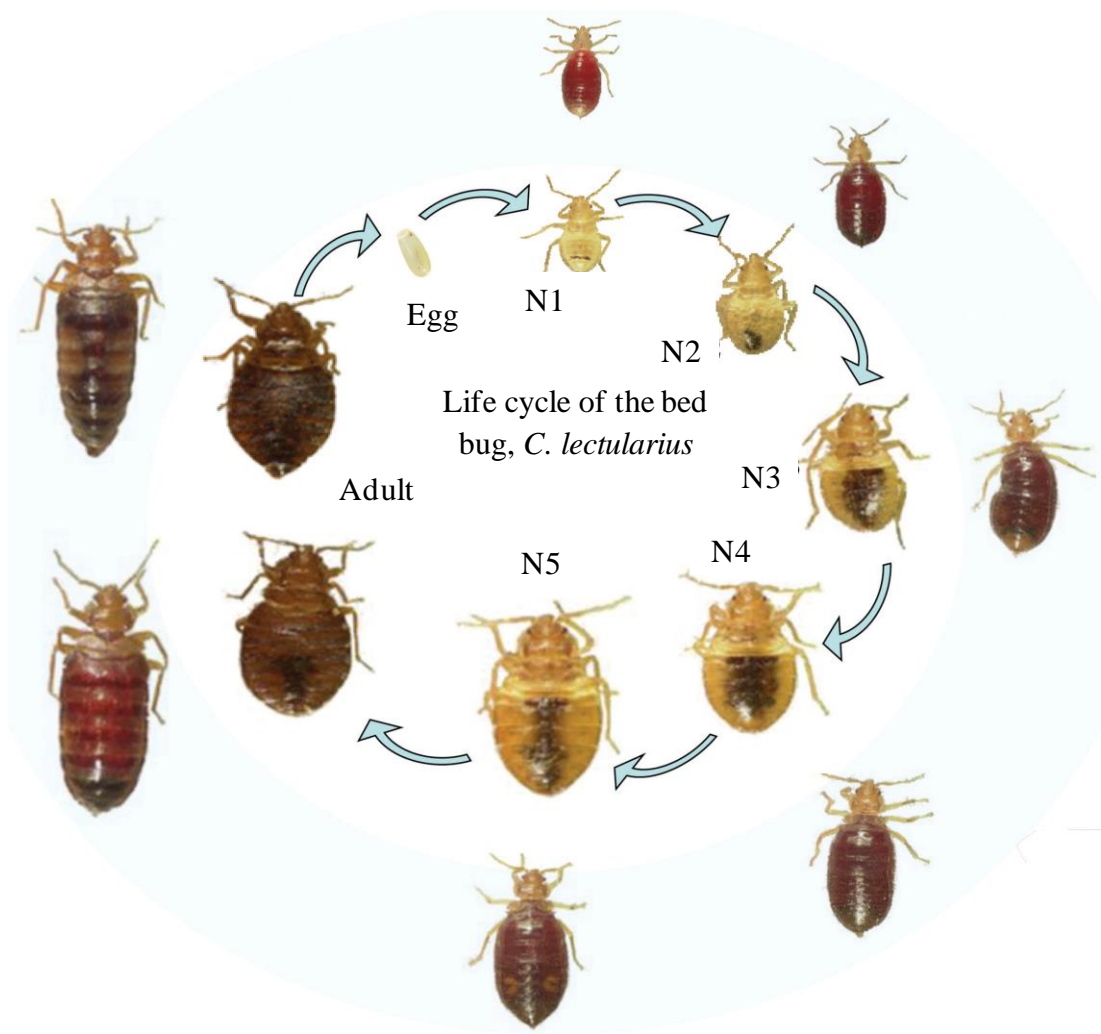 Egg
N1
N2
Life cycle of the bed
bug, C. lectularius
N3
Adult
N4
N5